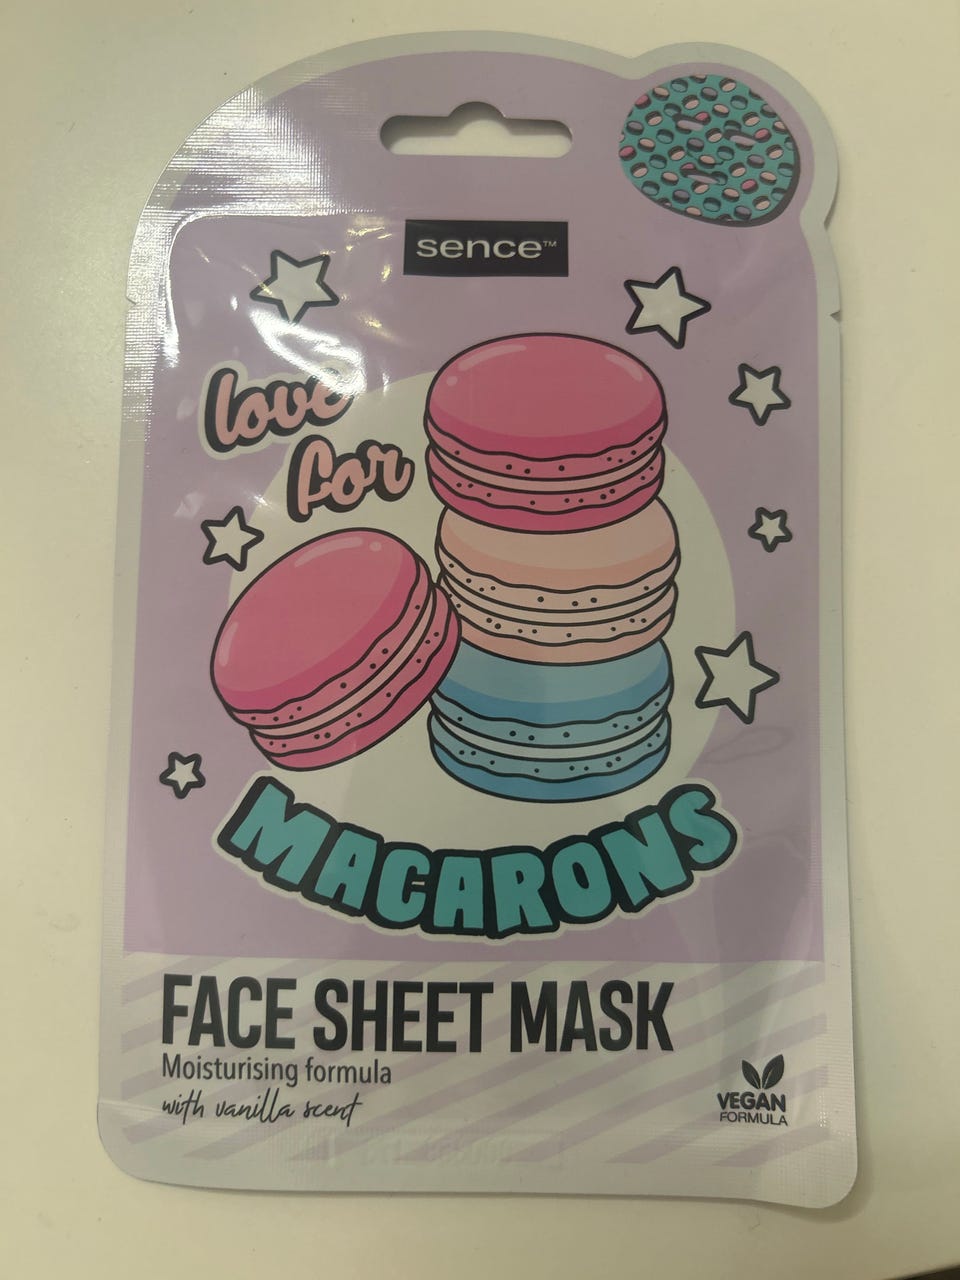 sence™
love
for
MACARONS
FACE SHEET MASK
Moisturising formula
with vanilla scent
VEGAN
FORMULA